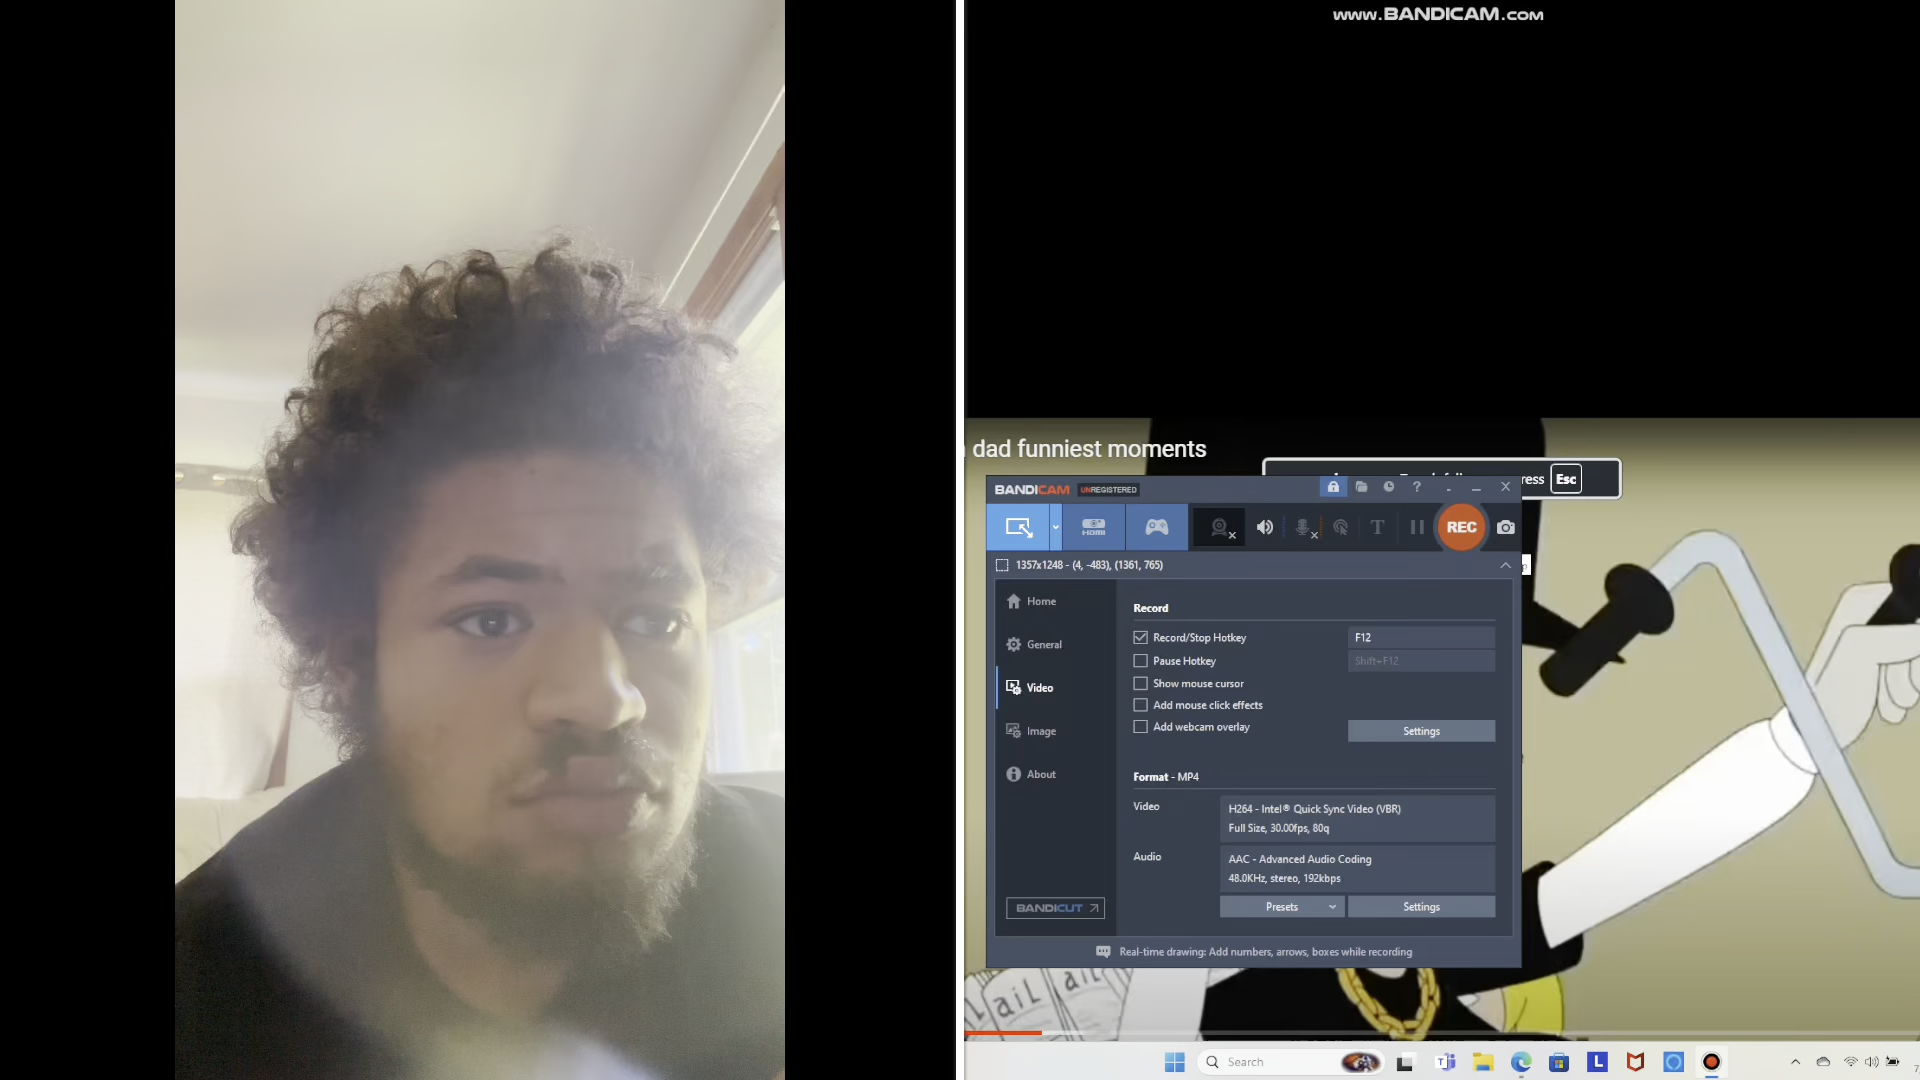 www.BANDICAM.com
dad funniest moments
ress Esc
BANDICAM UNREGISTERED
?
HDMI
T
REC
1357x1248 - (4, -483), (1361, 765)
Home
General
Video
Image
About
BANDICUT
Record
Record/Stop Hotkey F12
Pause Hotkey Shift+F12
Show mouse cursor
Add mouse click effects
Add webcam overlay
Settings
Format - MP4
Video
H264 - Intel® Quick Sync Video (VBR)
Full Size, 30.00fps, 80q
Audio
AAC - Advanced Audio Coding
48.0KHz, stereo, 192kbps
Presets
Settings
Real-time drawing: Add numbers, arrows, boxes while recording
aiL
Search
L